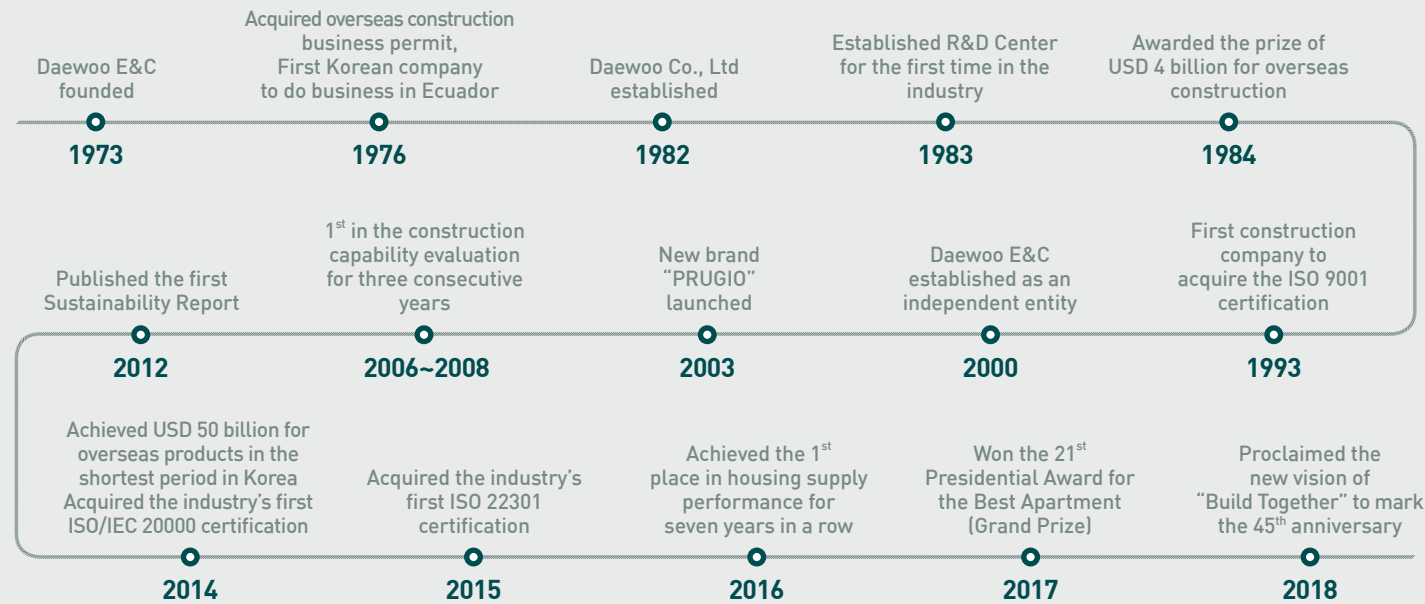 Daewoo E&C
founded
1973
Acquired overseas construction
business permit,
First Korean company
to do business in Ecuador
1976
Daewoo Co., Ltd
established
1982
Established R&D Center
for the first time in the
industry
1983
Awarded the prize of
USD 4 billion for overseas
construction
1984
First construction
company to
acquire the ISO 9001
certification
1993
Daewoo E&C
established as an
independent entity
2000
New brand
“PRUGIO”
launched
2003
1st in the construction
capability evaluation
for three consecutive
years
2006~2008
Published the first
Sustainability Report
2012
Achieved USD 50 billion for
overseas products in the
shortest period in Korea
Acquired the industry’s first
ISO/IEC 20000 certification
2014
Acquired the industry’s
first ISO 22301
certification
2015
Achieved the 1st
place in housing supply
performance for
seven years in a row
2016
Won the 21st
Presidential Award for
the Best Apartment
(Grand Prize)
2017
Proclaimed the
new vision of
“Build Together” to mark
the 45th anniversary
2018